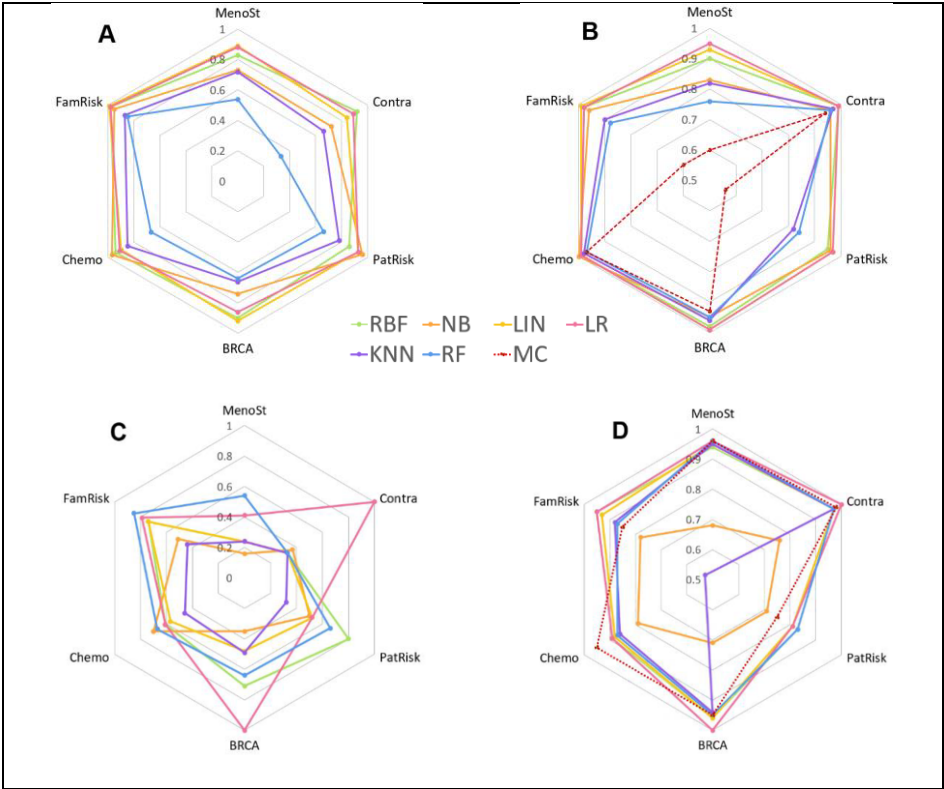 MenoSt
A
1
0.8
0.6
0.4
0.2
0
FamRisk
Contra
Chemo
PatRisk
BRCA
MenoSt
B
1
0.9
0.8
0.7
0.6
0.5
FamRisk
Contra
Chemo
PatRisk
BRCA
RBF NB LIN LR
KNN RF MC
MenoSt
C
1
0.8
0.6
0.4
0.2
0
FamRisk
Contra
Chemo
PatRisk
BRCA
MenoSt
D
1
0.9
0.8
0.7
0.6
0.5
FamRisk
Contra
Chemo
PatRisk
BRCA